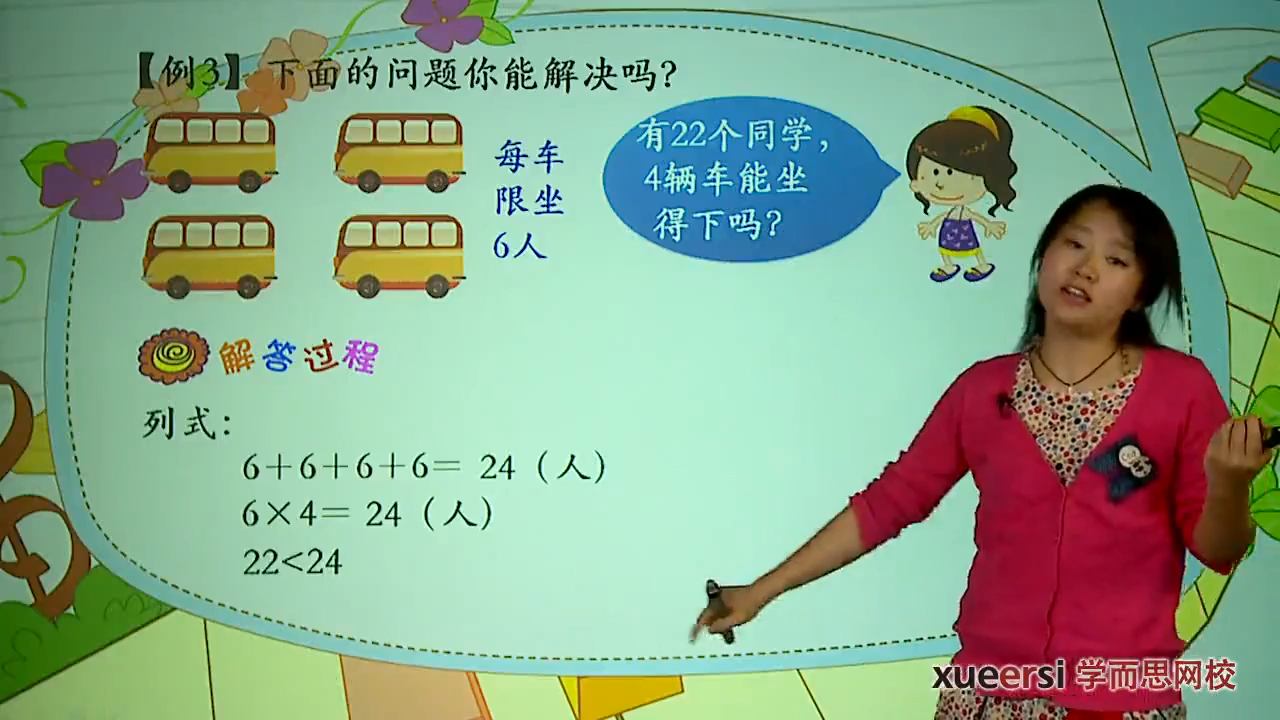 【例3】下面的问题你能解决吗？
每车
限坐
6人
有22个同学，
4辆车能坐
得下吗？
解答过程
列式：
6＋6＋6＋6＝ 24（人）
6×4＝ 24（人）
22<24
xueersi 学而思网校